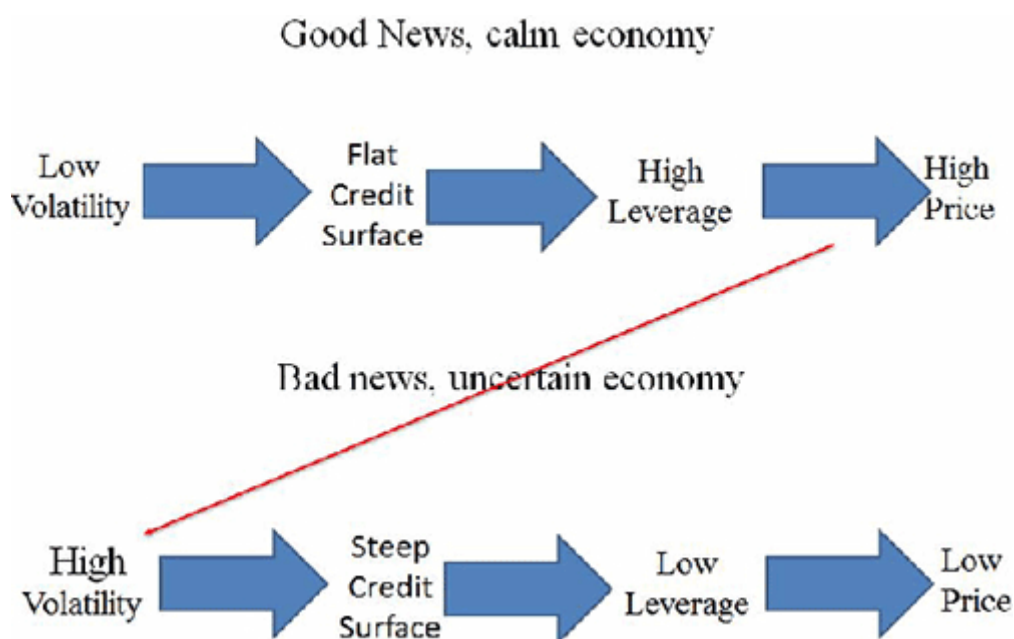 Good News, calm economy
Low
Volatility
Flat
Credit
Surface
High
Leverage
High
Price
Bad news, uncertain economy
High
Volatility
Steep
Credit
Surface
Low
Leverage
Low
Price